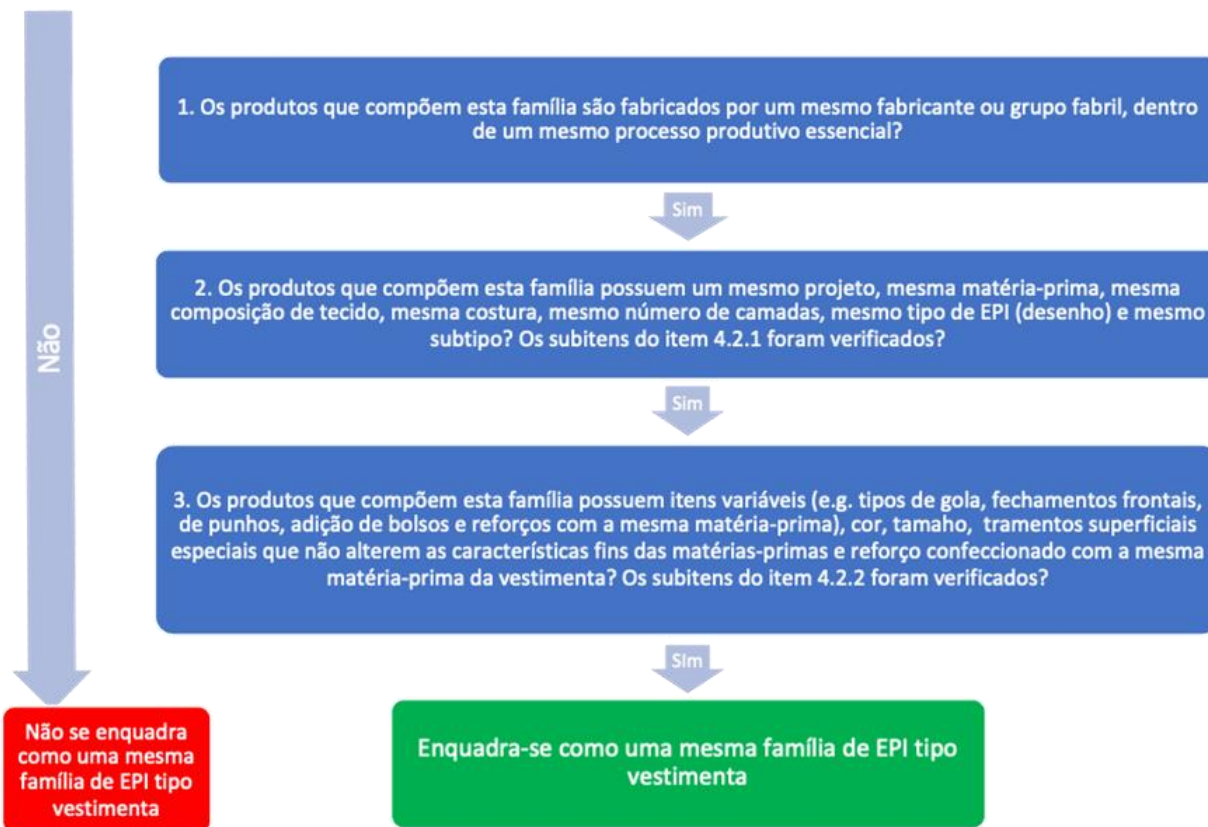 1. Os produtos que compõem esta família são fabricados por um mesmo fabricante ou grupo fabril, dentro
de um mesmo processo produtivo essencial?
Sim
2. Os produtos que compõem esta família possuem um mesmo projeto, mesma matéria-prima, mesma
composição de tecido, mesma costura, mesmo número de camadas, mesmo tipo de EPI (desenho) e mesmo
subtipo? Os subitens do item 4.2.1 foram verificados?
Não
Sim
3. Os produtos que compõem esta família possuem itens variáveis (e.g. tipos de gola, fechamentos frontais,
de punhos, adição de bolsos e reforços com a mesma matéria-prima), cor, tamaho, tramentos superficiais
especiais que não alterem as características fins das matérias-primas e reforço confeccionado com a mesma
matéria-prima da vestimenta? Os subitens do item 4.2.2 foram verificados?
Sim
Não se enquadra
como uma mesma
família de EPI tipo
vestimenta
Enquadra-se como uma mesma família de EPI tipo
vestimenta